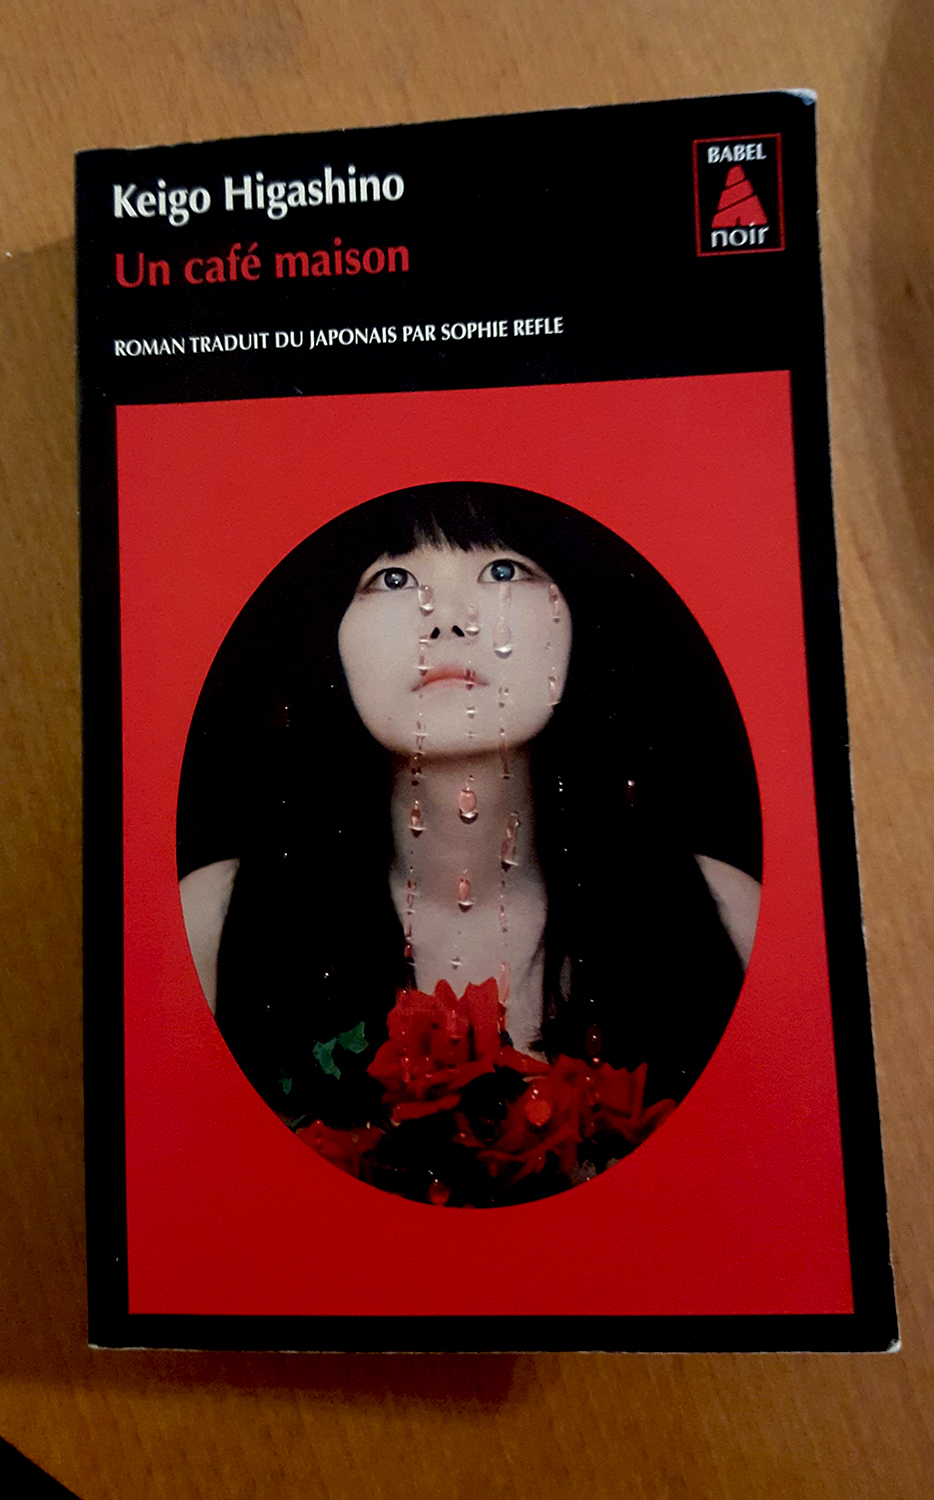 Keigo Higashino
Un café maison
ROMAN TRADUIT DU JAPONAIS PAR SOPHIE REFLE
BABEL
noir